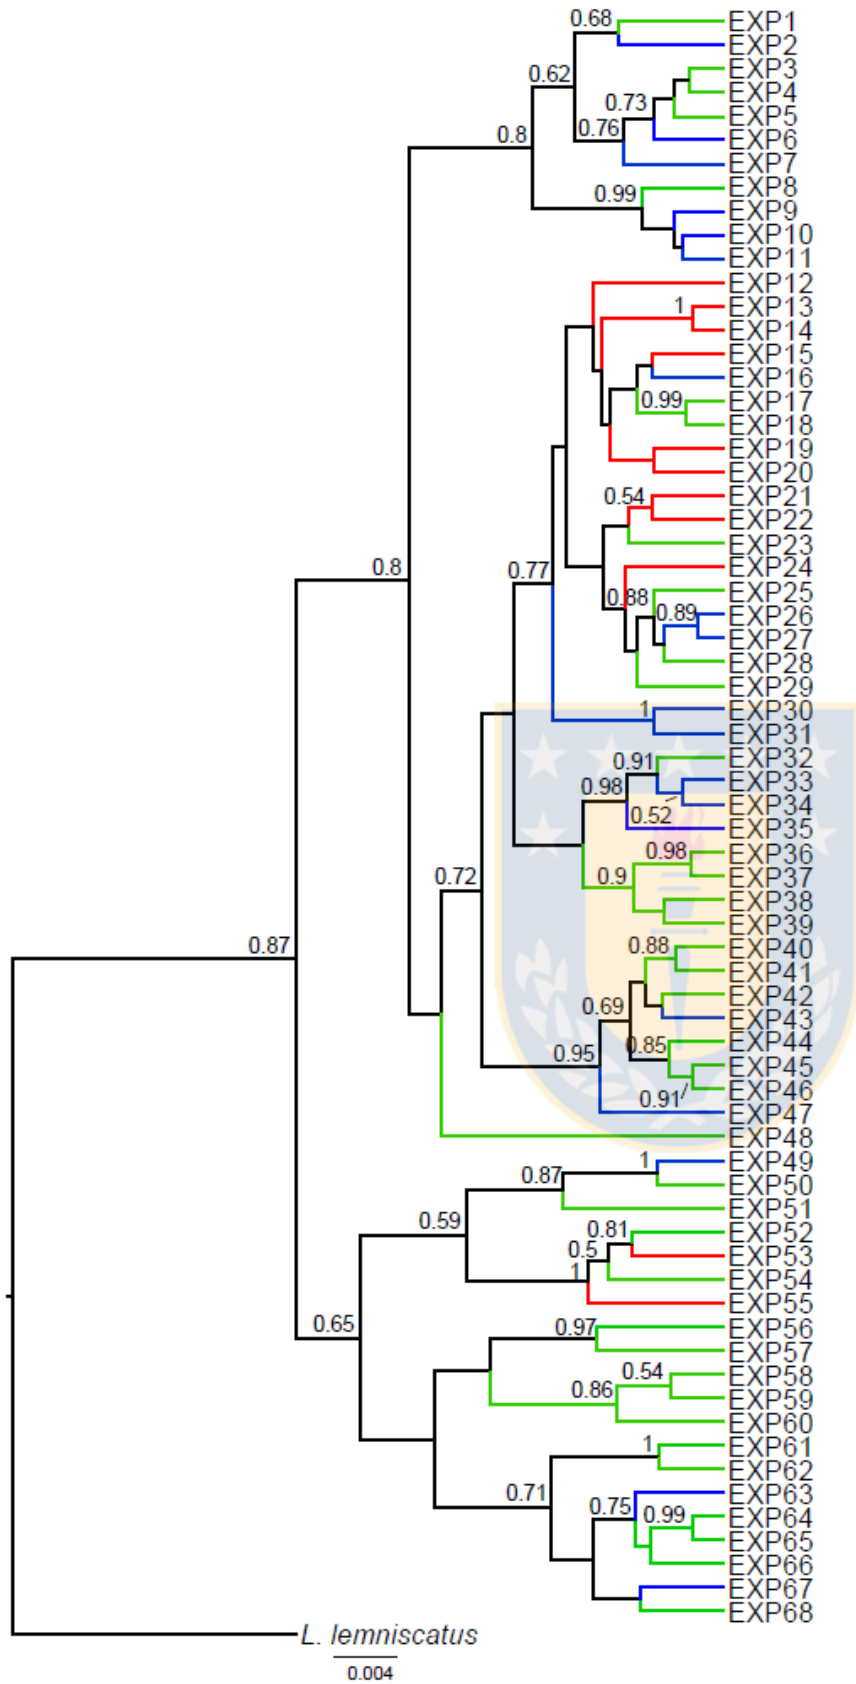 0.68
EXP1
EXP2
0.62
EXP3
EXP4
0.73
EXP5
0.76
EXP6
0.8
EXP7
EXP8
0.99
EXP9
EXP10
EXP11
EXP12
1
EXP13
EXP14
EXP15
EXP16
0.99
EXP17
EXP18
EXP19
EXP20
0.54
EXP21
EXP22
EXP23
0.8
0.77
EXP24
0.88
EXP25
0.89
EXP26
EXP27
EXP28
EXP29
1
EXP30
EXP31
0.91
EXP32
0.98
EXP33
EXP34
0.52
EXP35
0.98
EXP36
0.72
0.9
EXP37
EXP38
EXP39
0.87
0.88
EXP40
EXP41
EXP42
0.69
EXP43
0.85
EXP44
0.95
EXP45
EXP46
0.91
EXP47
EXP48
1
EXP49
0.87
EXP50
EXP51
0.59
0.81
EXP52
0.5
EXP53
1
EXP54
EXP55
0.65
0.97
EXP56
EXP57
0.54
EXP58
0.86
EXP59
EXP60
1
EXP61
EXP62
0.71
EXP63
0.75
0.99
EXP64
EXP65
EXP66
EXP67
EXP68
L. lemniscatus
0.004